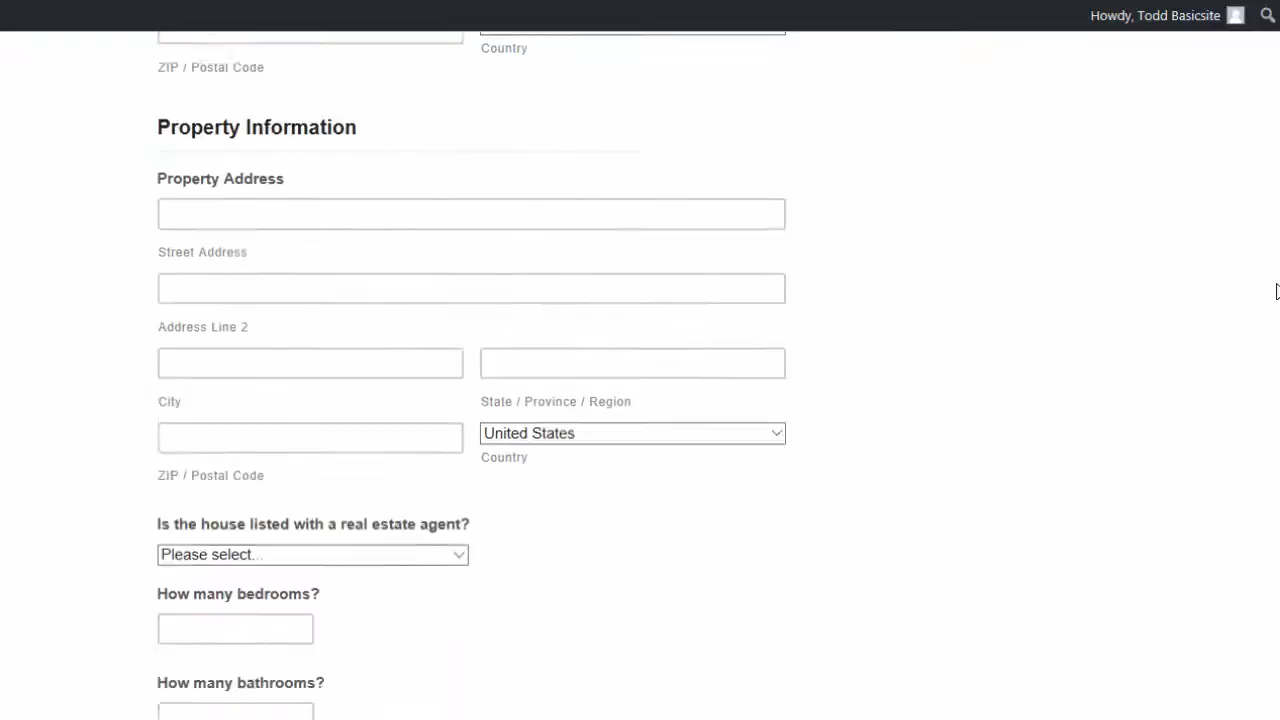 Howdy, Todd Basicsite
Country
ZIP / Postal Code
Property Information
Property Address
Street Address
Address Line 2
City
State / Province / Region
United States
Country
ZIP / Postal Code
Is the house listed with a real estate agent?
Please select...
How many bedrooms?
How many bathrooms?